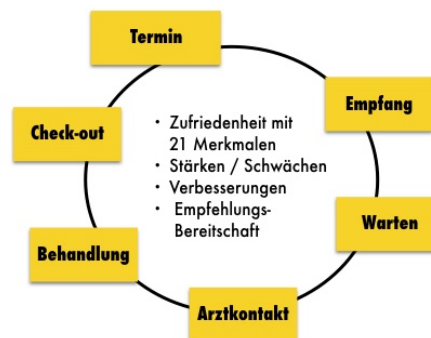 Termin
Empfang
Warten
Arztkontakt
Behandlung
Check-out
· Zufriedenheit mit
21 Merkmalen
· Stärken / Schwächen
· Verbesserungen
· Empfehlungs-
Bereitschaft